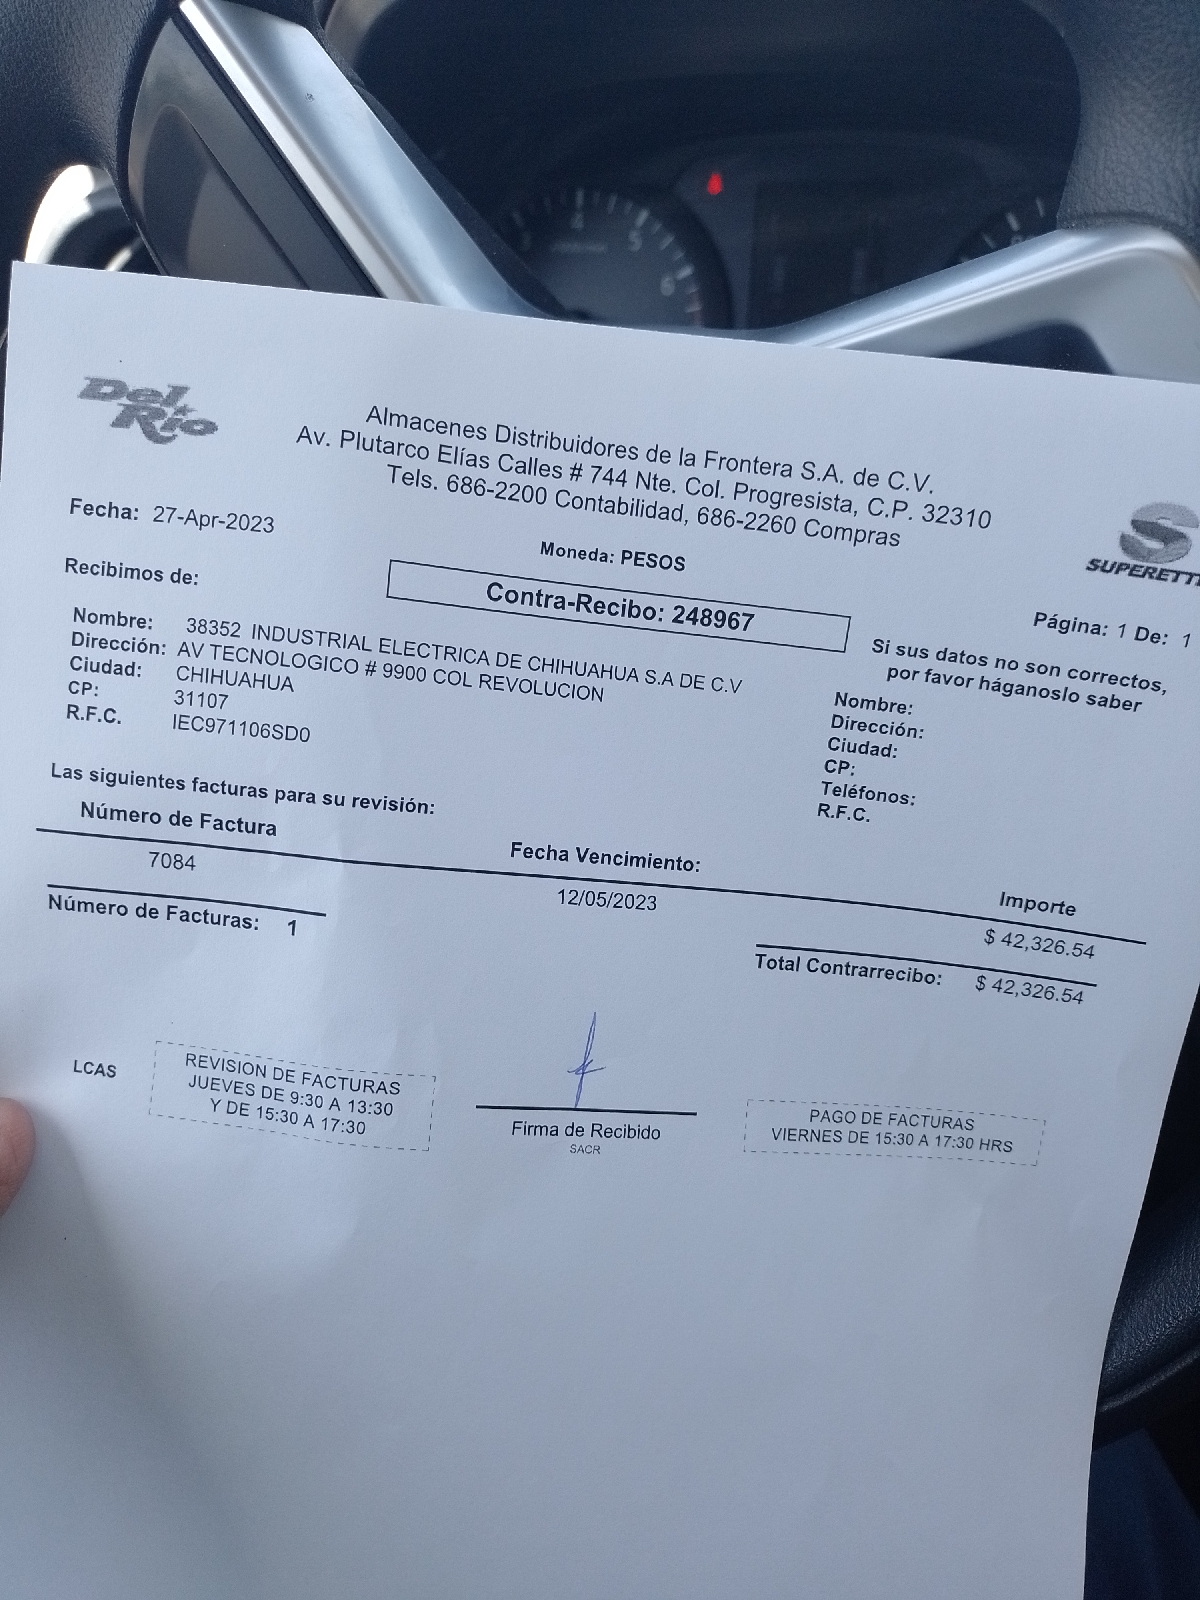 Del Rio
Almacenes Distribuidores de la Frontera S.A. de C.V.
Av. Plutarco Elías Calles # 744 Nte. Col. Progresista, C.P. 32310
Tels. 686-2200 Contabilidad, 686-2260 Compras
S
SUPERETT
Fecha: 27-Apr-2023
Moneda: PESOS
Recibimos de:
Contra-Recibo: 248967
Página: 1 De: 1
Nombre: 38352 INDUSTRIAL ELECTRICA DE CHIHUAHUA S.A DE C.V
Dirección: AV TECNOLOGICO # 9900 COL REVOLUCION
Ciudad: CHIHUAHUA
CP: 31107
R.F.C. IEC971106SD0
Si sus datos no son correctos,
por favor háganoslo saber
Nombre:
Dirección:
Ciudad:
CP:
Teléfonos:
R.F.C.
Las siguientes facturas para su revisión:
Número de Factura Fecha Vencimiento: Importe
7084 12/05/2023 $ 42,326.54
Número de Facturas: 1
Total Contrarrecibo: $ 42,326.54
LCAS
REVISION DE FACTURAS
JUEVES DE 9:30 A 13:30
Y DE 15:30 A 17:30
Firma de Recibido
SACR
PAGO DE FACTURAS
VIERNES DE 15:30 A 17:30 HRS
4
5
6